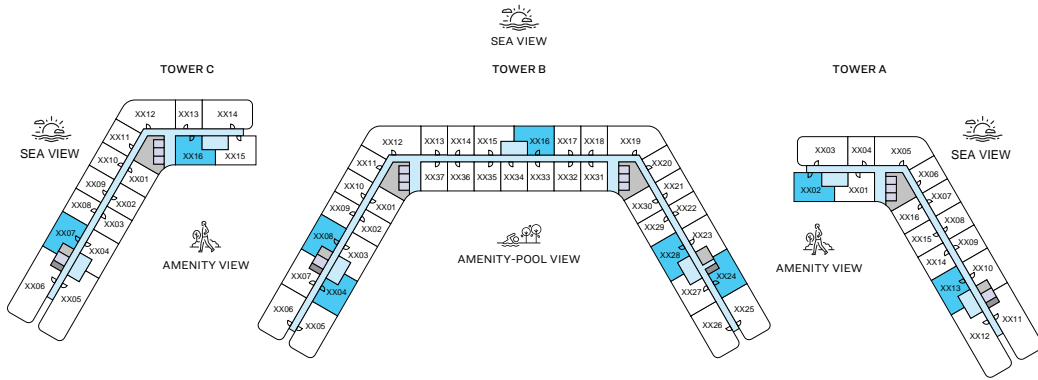 SEA VIEW
TOWER C
TOWER B
TOWER A
SEA VIEW
XX12
XX13
XX14
XX11
XX10
XX09
XX08
XX07
XX06
XX05
XX04
XX03
XX02
XX01
XX16
XX15
AMENITY VIEW
XX12
XX13
XX14
XX15
XX16
XX17
XX18
XX19
XX11
XX10
XX09
XX08
XX07
XX06
XX05
XX04
XX03
XX02
XX01
XX37
XX36
XX35
XX34
XX33
XX32
XX31
XX20
XX21
XX22
XX23
XX24
XX25
XX26
XX27
XX28
XX29
XX30
AMENITY-POOL VIEW
XX03
XX04
XX05
XX02
XX01
XX06
XX07
XX08
XX09
XX10
XX11
XX12
XX13
XX14
XX15
XX16
SEA VIEW
AMENITY VIEW